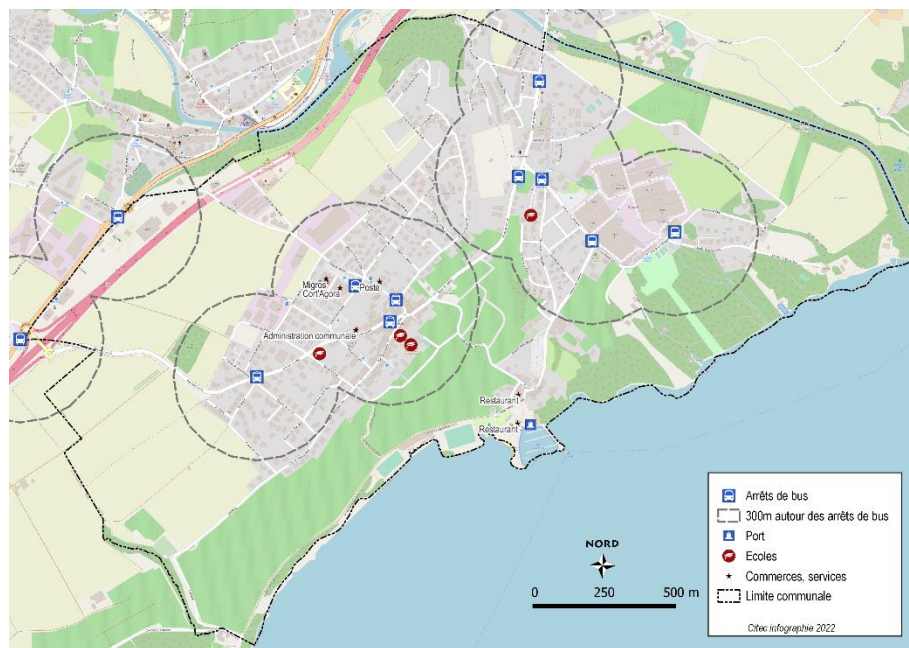 Migros
Cort'Agora
Poste
Administration communale
Restaurant
Restaurant
NORD
0 250 500 m
Arrêts de bus
300m autour des arrêts de bus
Port
Ecoles
Commerces, services
Limite communale
Citec infographie 2022